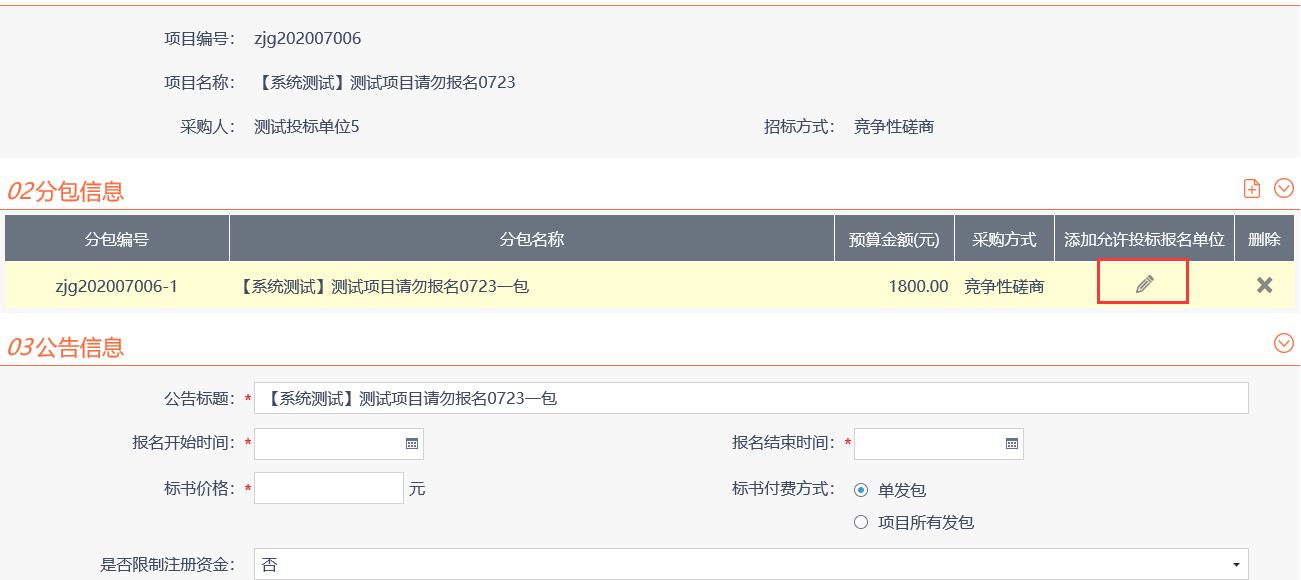 项目编号： zjg202007006
项目名称： 【系统测试】测试项目请勿报名0723
采购人： 测试投标单位5 招标方式： 竞争性磋商
02分包信息
分包编号 分包名称 预算金额(元) 采购方式 添加允许投标报名单位 删除
zjg202007006-1 【系统测试】测试项目请勿报名0723一包 1800.00 竞争性磋商
03公告信息
公告标题： * 【系统测试】测试项目请勿报名0723一包
报名开始时间： * 报名结束时间： *
标书价格： * 元 标书付费方式： 单发包
项目所有发包
是否限制注册资金： 否